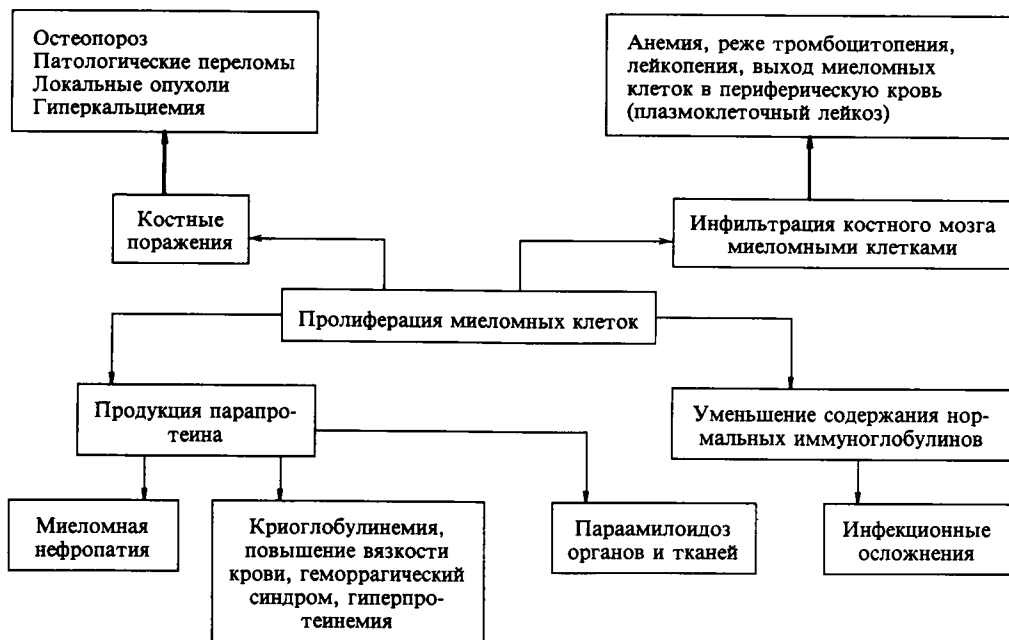 Остеопороз
Патологические переломы
Локальные опухоли
Гиперкальциемия
Анемия, реже тромбоцитопения,
лейкопения, выход миеломных
клеток в периферическую кровь
(плазмоклеточный лейкоз)
Костные
поражения
Инфильтрация костного мозга
миеломными клетками
Пролиферация миеломных клеток
Продукция парапро-
теина
Уменьшение содержания нор-
мальных иммуноглобулинов
Миеломная
нефропатия
Криоглобулинемия,
повышение вязкости
крови, геморрагический
синдром, гиперпро-
теинемия
Параамилоидоз
органов и тканей
Инфекционные
осложнения